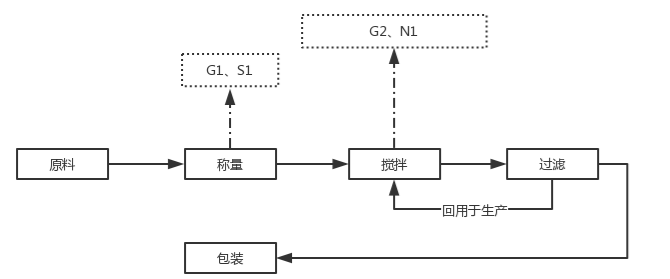 G2、N1
G1、S1
原料
称量
搅拌
过滤
回用于生产
包装